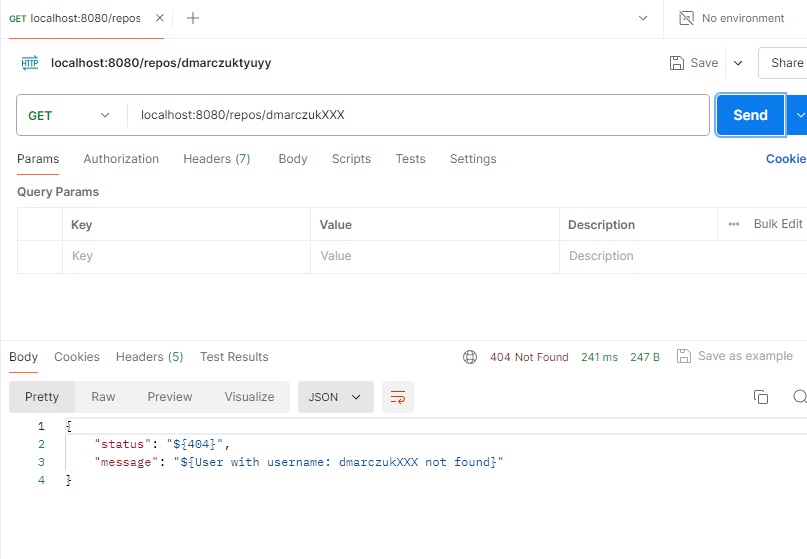 GET localhost:8080/repos
No environment
HTTP localhost:8080/repos/dmarczuktyuyy
Save
Share
GET
localhost:8080/repos/dmarczukXXX
Send
Params Authorization Headers (7) Body Scripts Tests Settings Cookie
Query Params
Key Value Description Bulk Edit
Key Value Description
Body Cookies Headers (5) Test Results 404 Not Found 241 ms 247 B Save as example
Pretty Raw Preview Visualize JSON
1 {
2 "status": "${404}",
3 "message": "${User with username: dmarczukXXX not found}"
4 }